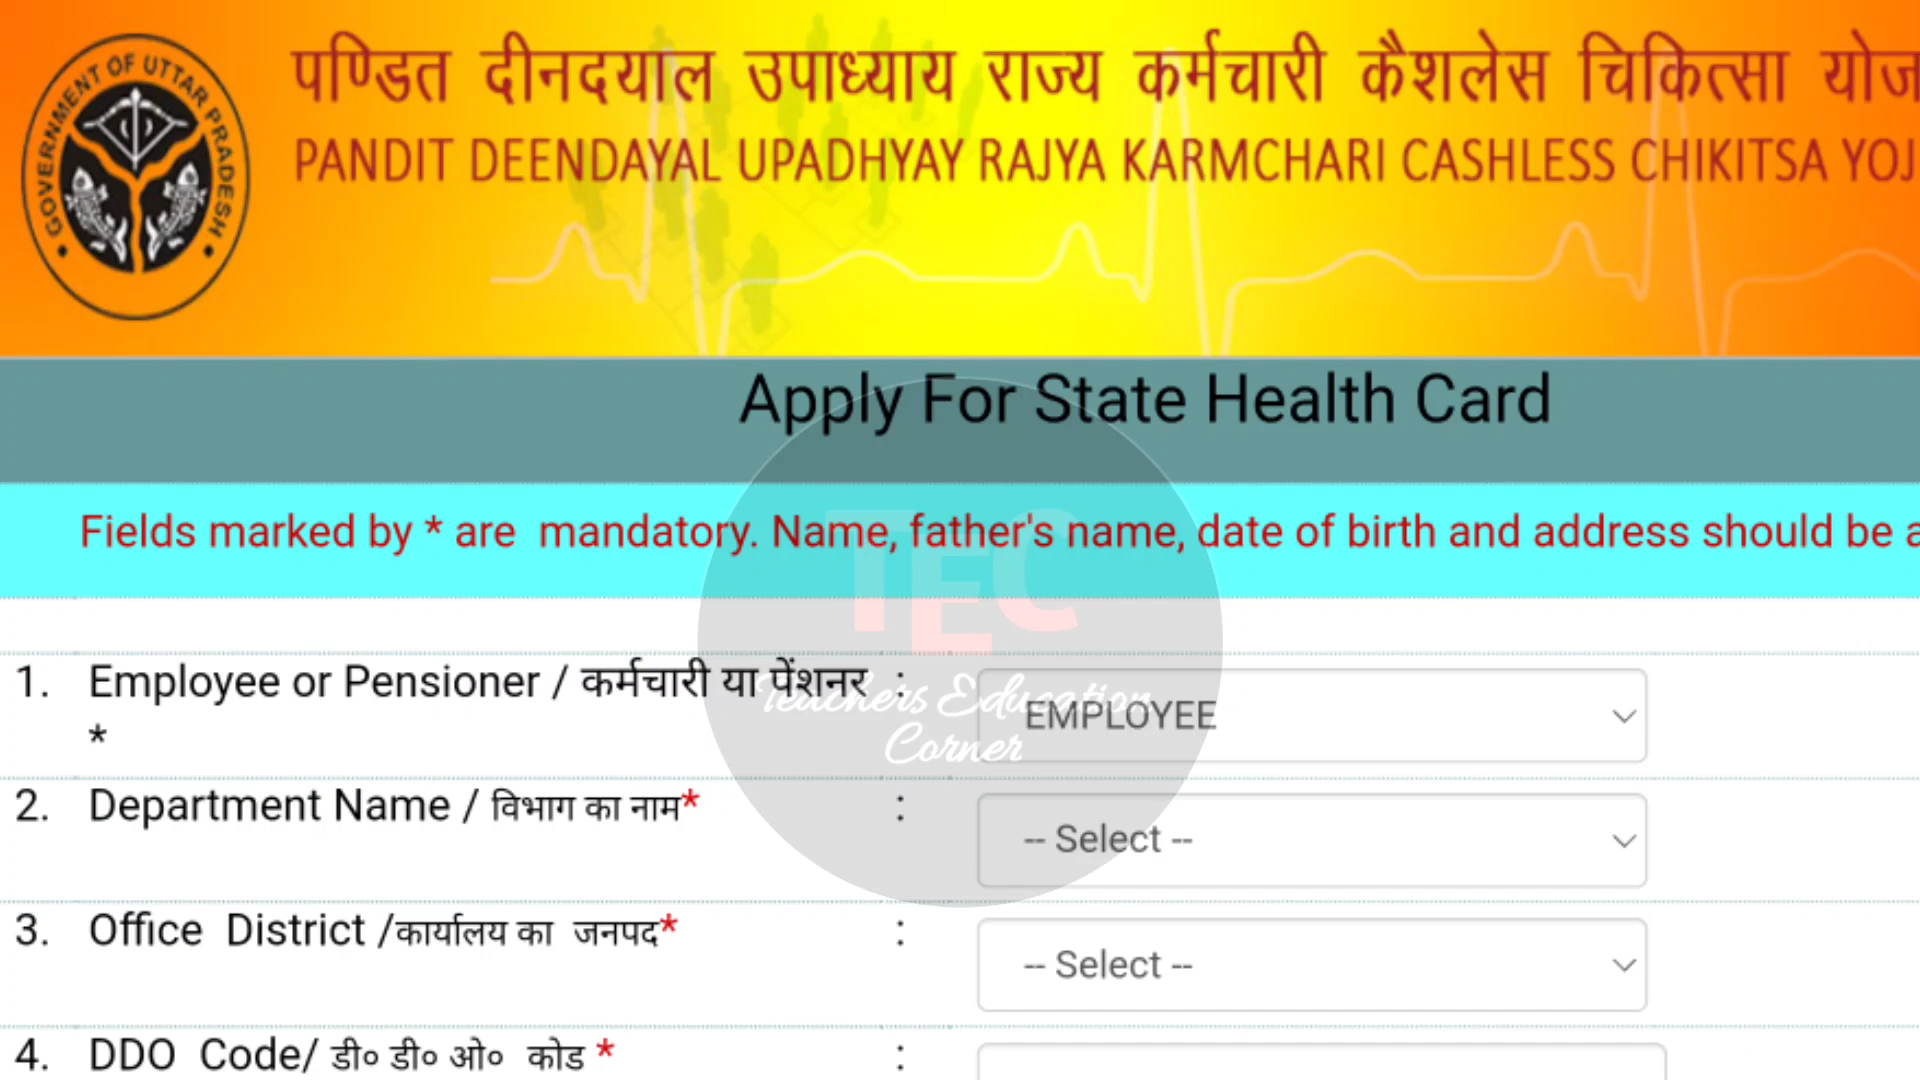 GOVERNMENT OF UTTAR PRADESH
पण्डित दीनदयाल उपाध्याय राज्य कर्मचारी कैशलेस चिकित्सा योज
PANDIT DEENDAYAL UPADHYAY RAJYA KARMCHARI CASHLESS CHIKITSA YOJ
Apply For State Health Card
Fields marked by * are mandatory. Name, father's name, date of birth and address should be a
TEC
Teachers Education
Corner
1. Employee or Pensioner / कर्मचारी या पेंशनर : EMPLOYEE
*
2. Department Name / विभाग का नाम* : -- Select --
3. Office District /कार्यालय का जनपद* : -- Select --
4. DDO Code/ डी० डी० ओ० कोड * :